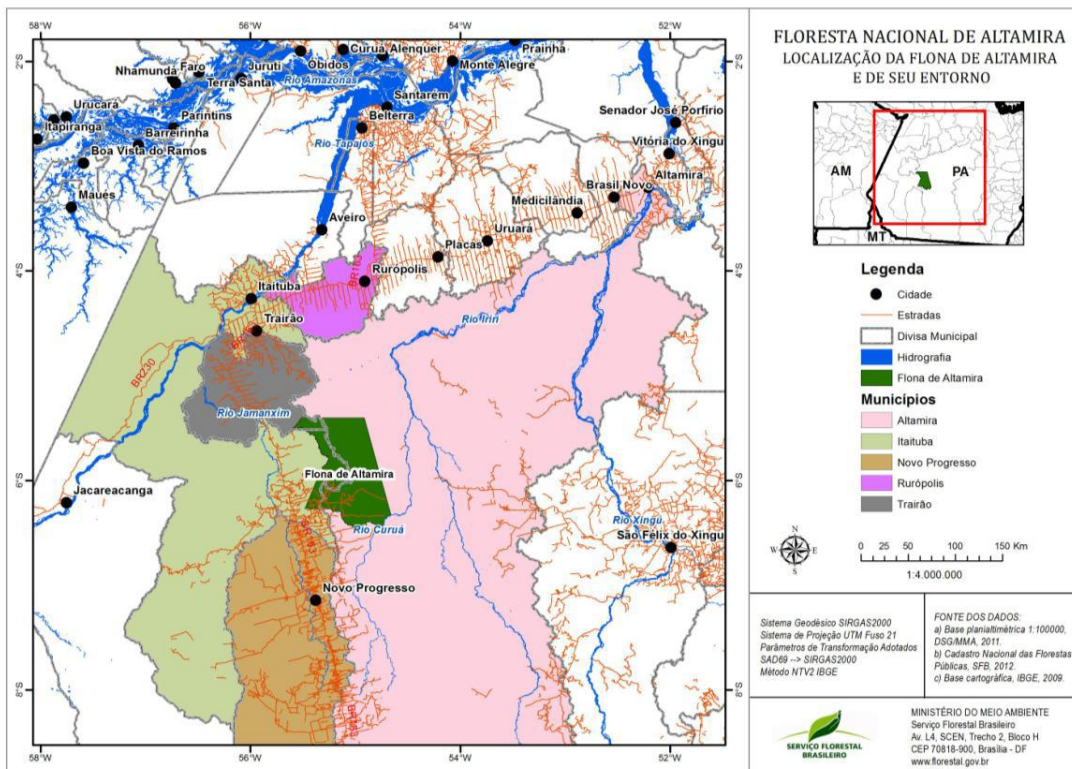 58°W 56°W 54°W 52°W
2°S
4°S
6°S
8°S
Nhamundá
Faro
Juruti
Terra Santa
Óbidos
Curuá
Alenquer
Prainha
Monte Alegre
Rio Amazonas
Santarém
Belterra
Urucará
Itapiranga
Parintins
Barreirinha
Boa Vista do Ramos
Maués
Rio Tapajós
Senador José Porfírio
Vitória do Xingu
Altamira
Brasil Novo
Medicilândia
Uruará
Placas
Aveiro
Rurópolis
BR163
Itaituba
Trairão
BR230
Rio Iriri
Rio Jamanxim
Flona de Altamira
Rio Curuá
Jacareacanga
Rio Xingu
São Félix do Xingu
Novo Progresso
58°W 56°W 54°W 52°W
2°S
4°S
6°S
8°S
FLORESTA NACIONAL DE ALTAMIRA
LOCALIZAÇÃO DA FLONA DE ALTAMIRA
E DE SEU ENTORNO
AM
PA
MT
Legenda
Cidade
Estradas
Divisa Municipal
Hidrografia
Flona de Altamira
Municípios
Altamira
Itaituba
Novo Progresso
Rurópolis
Trairão
N
W E
S
0 25 50 100 150 Km
1:4.000.000
Sistema Geodésico SIRGAS2000
Sistema de Projeção UTM Fuso 21
Parâmetros de Transformação Adotados
SAD69 --> SIRGAS2000
Método NTV2 IBGE
FONTE DOS DADOS:
a) Base planialtimétrica 1:100000,
DSG/MMA, 2011.
b) Cadastro Nacional das Florestas
Públicas, SFB, 2012.
c) Base cartográfica, IBGE, 2009.
SERVIÇO FLORESTAL
BRASILEIRO
MINISTÉRIO DO MEIO AMBIENTE
Serviço Florestal Brasileiro
Av. L4, SCEN, Trecho 2, Bloco H
CEP 70818-900, Brasília - DF
www.florestal.gov.br